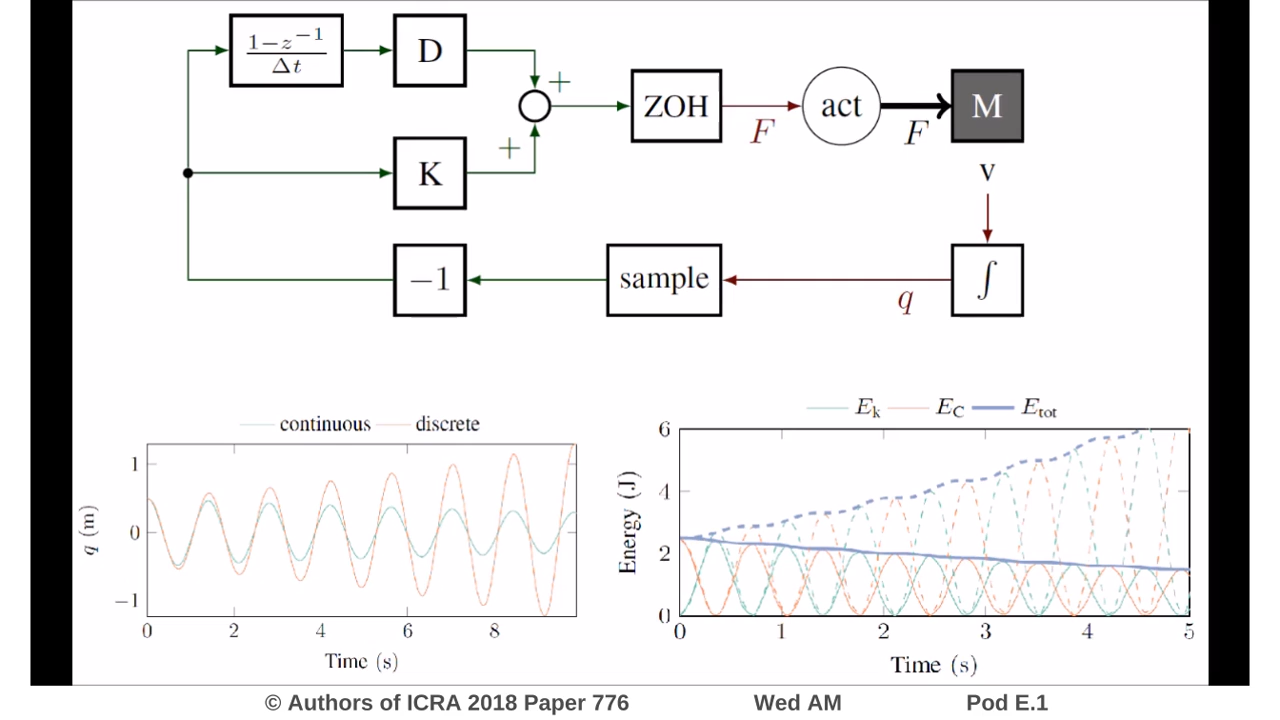 1−z⁻¹
Δt
D
+
ZOH
F
act
F
M
K
+
v
−1
sample
q
∫
continuous
discrete
1
0
−1
q (m)
0
2
4
6
8
Time (s)
Eₖ
E_C
E_tot
6
4
2
0
Energy (J)
0
1
2
3
4
5
Time (s)
© Authors of ICRA 2018 Paper 776 Wed AM Pod E.1